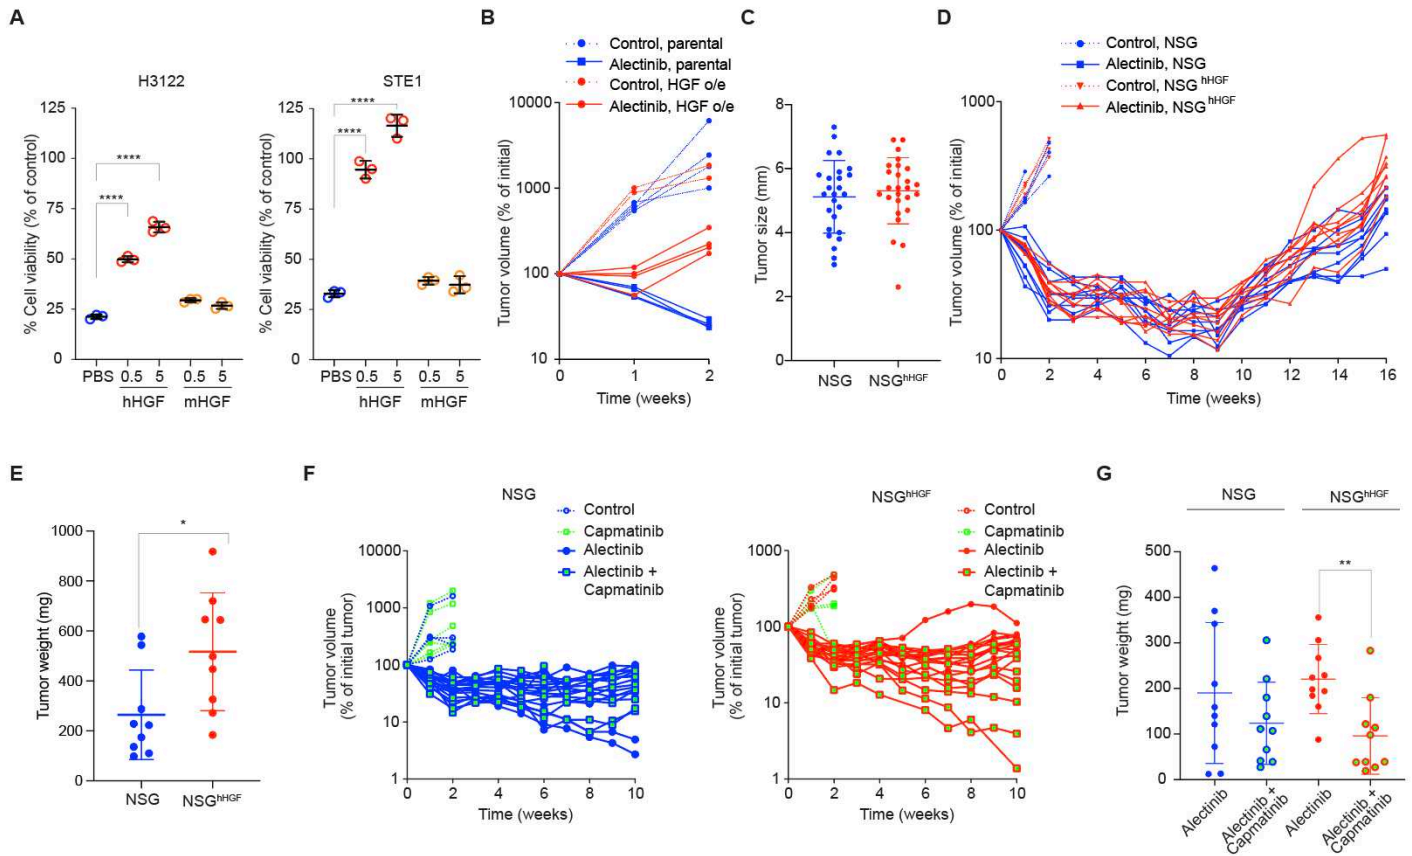 A
H3122
% Cell viability (% of control)
125
100
75
50
25
0
****
****
PBS 0.5 5 0.5 5
hHGF mHGF
STE1
% Cell viability (% of control)
125
100
75
50
25
0
****
****
PBS 0.5 5 0.5 5
hHGF mHGF
B
Control, parental
Alectinib, parental
Control, HGF o/e
Alectinib, HGF o/e
Tumor volume (% of initial)
10000
1000
100
10
0 1 2
Time (weeks)
C
Tumor size (mm)
8
6
4
2
0
NSG NSGhHGF
D
Control, NSG
Alectinib, NSG
Control, NSG hHGF
Alectinib, NSGhHGF
Tumor volume (% of initial)
1000
100
10
0 2 4 6 8 10 12 14 16
Time (weeks)
E
Tumor weight (mg)
1000
800
600
400
200
0
*
NSG NSGhHGF
F
NSG
Control
Capmatinib
Alectinib
Alectinib +
Capmatinib
Tumor volume
(% of initial tumor)
10000
1000
100
10
1
0 2 4 6 8 10
Time (weeks)
NSGhHGF
Control
Capmatinib
Alectinib
Alectinib +
Capmatinib
Tumor volume
(% of initial tumor)
1000
100
10
1
0 2 4 6 8 10
Time (weeks)
G
NSG NSGhHGF
Tumor weight (mg)
500
400
300
200
100
0
**
Alectinib
Alectinib +
Capmatinib
Alectinib
Alectinib +
Capmatinib